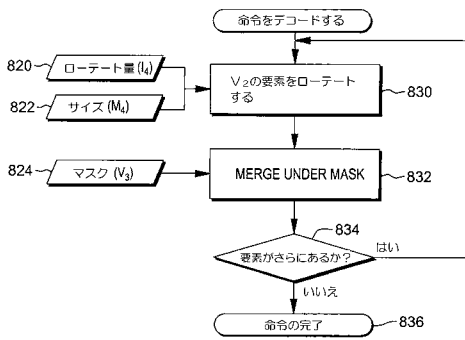 命令をデコードする
820
ローテート量 (I4)
822
サイズ (M4)
V2の要素をローテート
する
830
824
マスク (V3)
MERGE UNDER MASK
832
834
要素がさらにあるか?
はい
いいえ
命令の完了
836